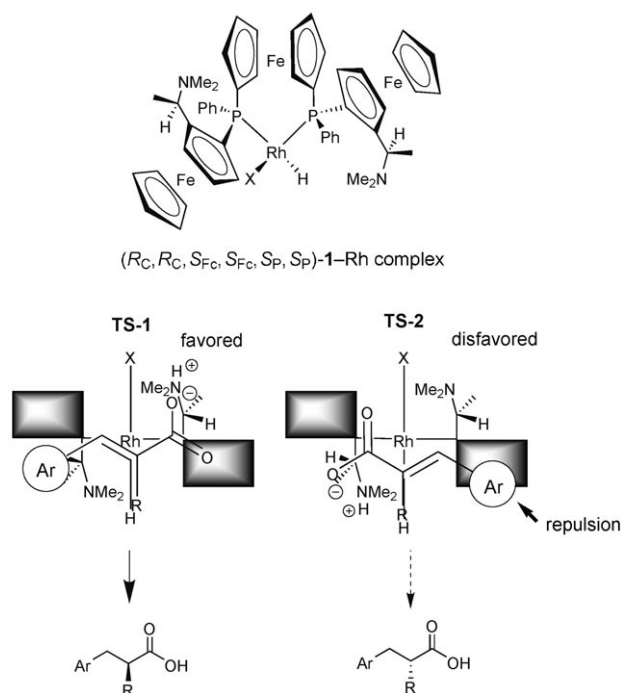 Fe
Fe
NMe2
Ph
P
P
Fe
H
Ph
H
Rh
X
H
Fe
Me2N
(RC,RC,SFc,SFc,SP,SP)-1–Rh complex
TS-1
TS-2
favored
disfavored
X
H
⊕
X
Me2N
⊖
Me2N
O
H
O
H
Rh
Rh
O
H
Ar
O
Ar
NMe2
⊖
NMe2
R
⊕
H
R
repulsion
H
H
O
O
Ar
OH
Ar
OH
R
R